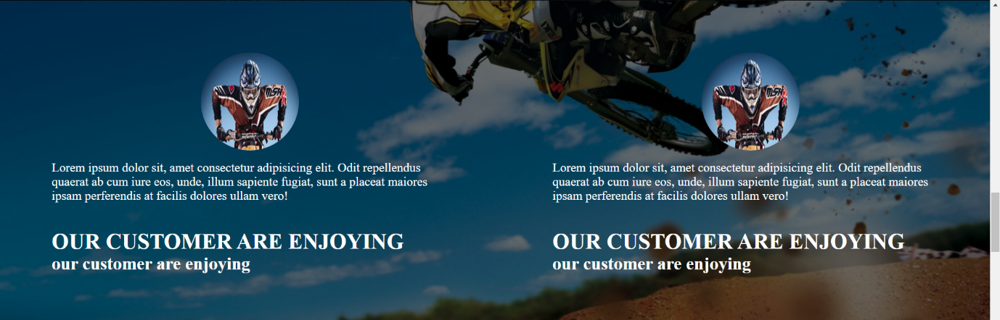 Lorem ipsum dolor sit, amet consectetur adipisicing elit. Odit repellendus
quaerat ab cum iure eos, unde, illum sapiente fugiat, sunt a placeat maiores
ipsam perferendis at facilis dolores ullam vero!
OUR CUSTOMER ARE ENJOYING
our customer are enjoying
Lorem ipsum dolor sit, amet consectetur adipisicing elit. Odit repellendus
quaerat ab cum iure eos, unde, illum sapiente fugiat, sunt a placeat maiores
ipsam perferendis at facilis dolores ullam vero!
OUR CUSTOMER ARE ENJOYING
our customer are enjoying